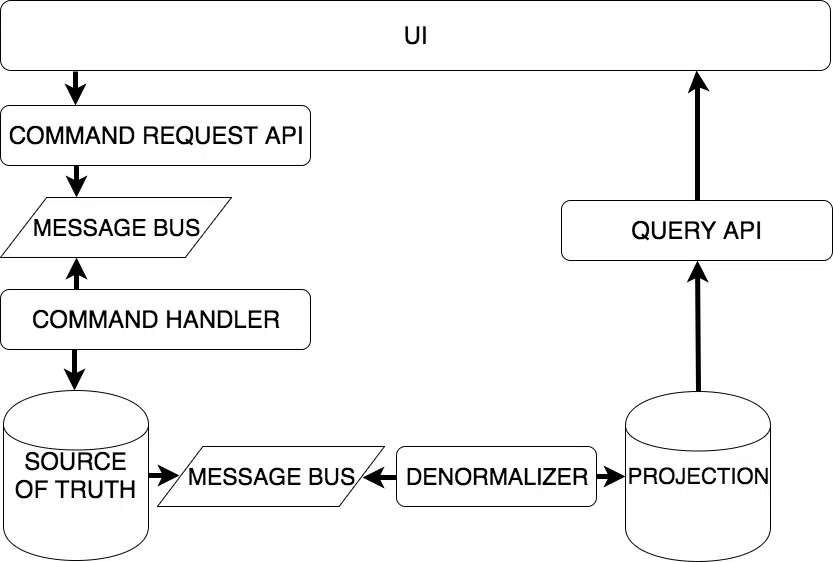 UI
COMMAND REQUEST API
MESSAGE BUS
QUERY API
COMMAND HANDLER
SOURCE
OF TRUTH
MESSAGE BUS
DENORMALIZER
PROJECTION